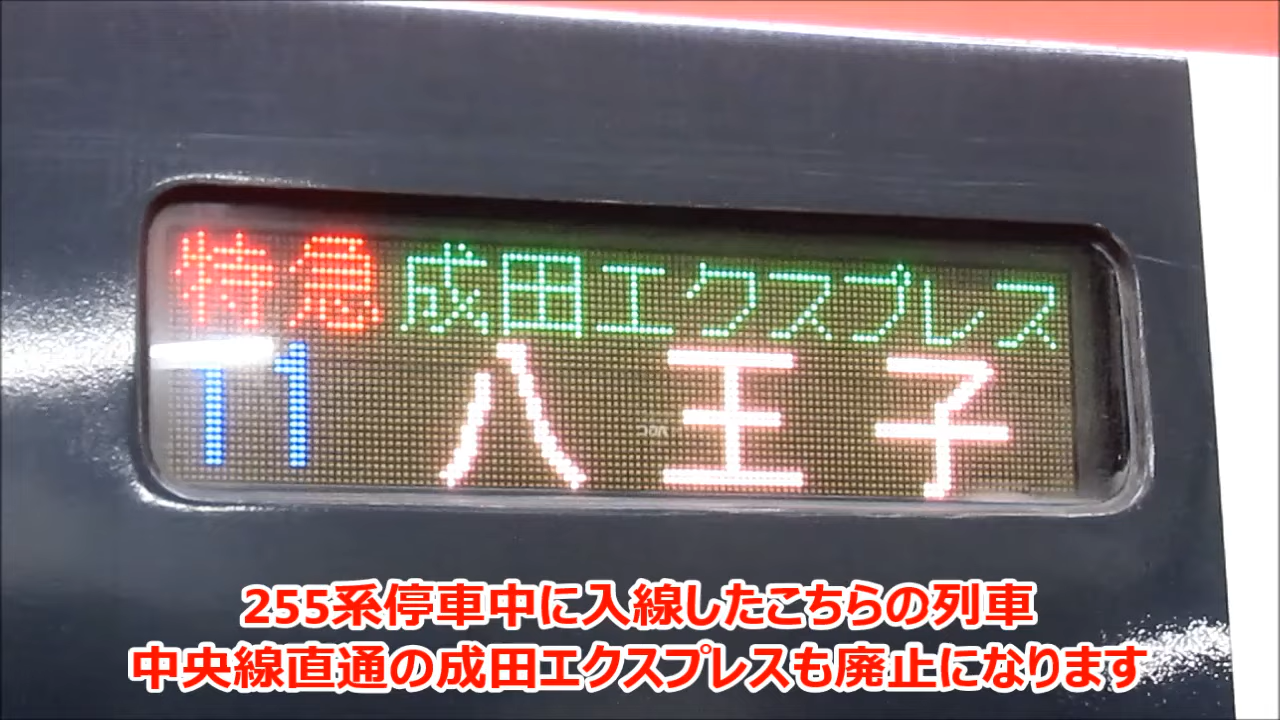 特急 成田エクスプレス
11 八王子
255系停車中に入線したこちらの列車
中央線直通の成田エクスプレスも廃止になります